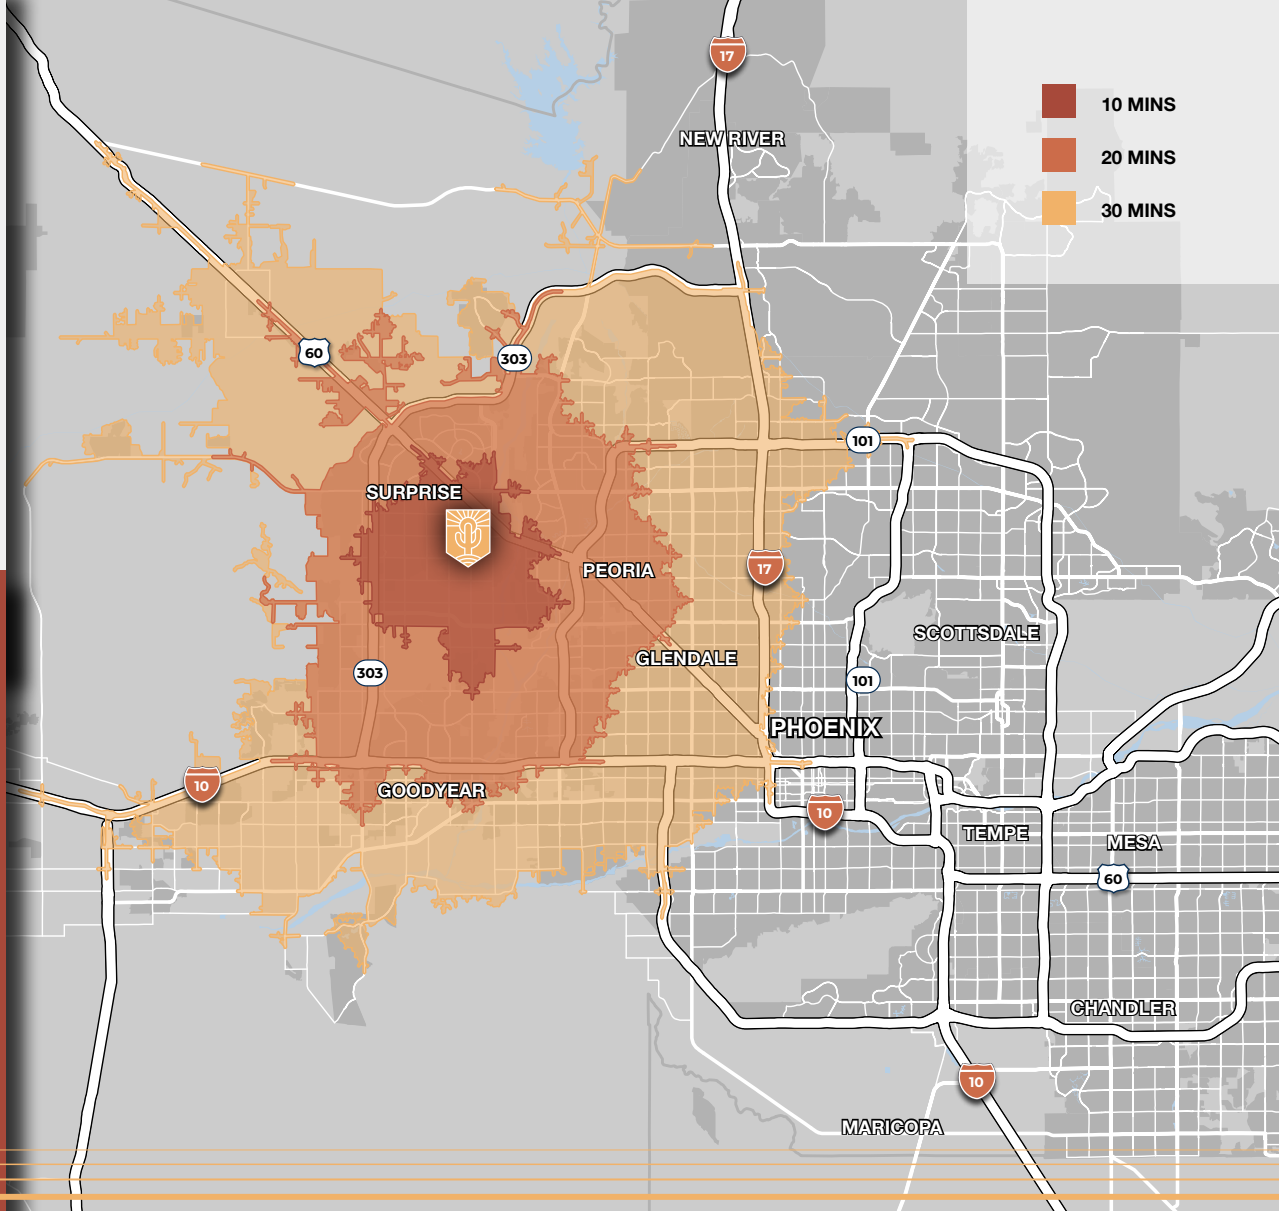 17
NEW RIVER
10 MINS
20 MINS
30 MINS
60
303
101
SURPRISE
PEORIA
17
SCOTTSDALE
GLENDALE
303
101
PHOENIX
10
GOODYEAR
10
TEMPE
MESA
60
CHANDLER
10
MARICOPA